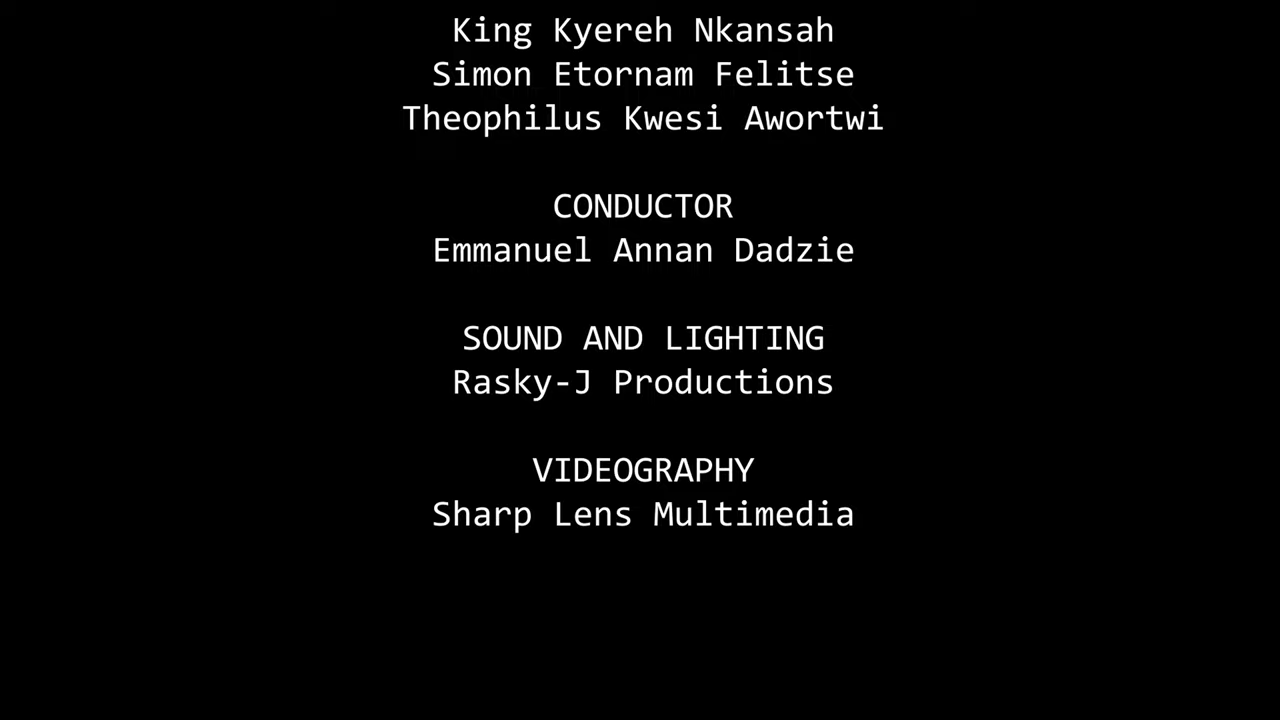 King Kyereh Nkansah
Simon Etornam Felitse
Theophilus Kwesi Awortwi
CONDUCTOR
Emmanuel Annan Dadzie
SOUND AND LIGHTING
Rasky-J Productions
VIDEOGRAPHY
Sharp Lens Multimedia